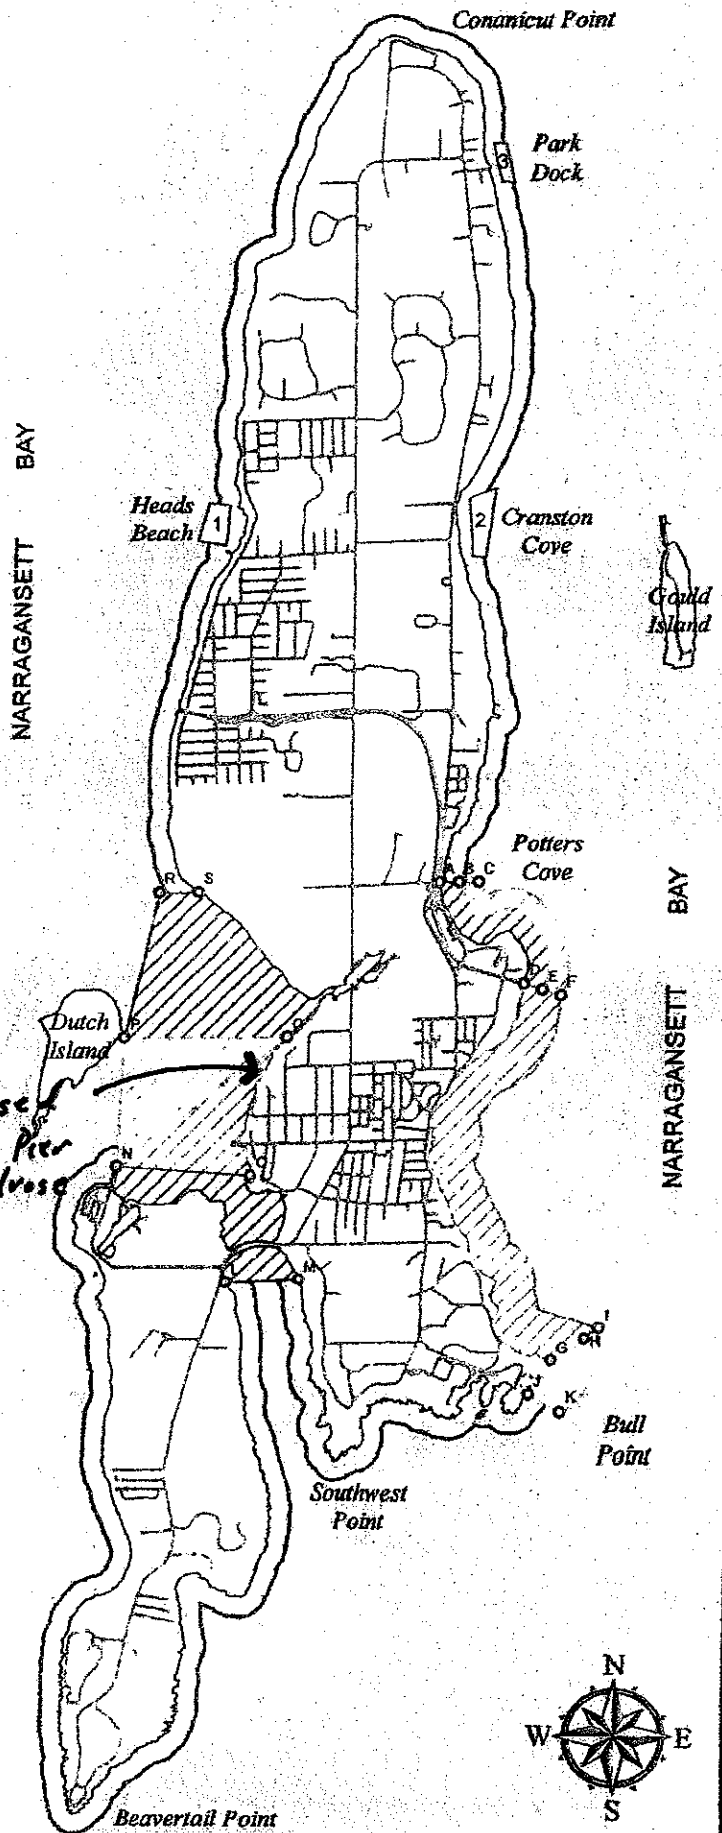 Conanicut Point
Park
Dock
3
NARRAGANSETT BAY
Heads
Beach
1
2
Cranston
Cove
Gould
Island
Potters
Cove
A B C
R S
D
E F
NARRAGANSETT BAY
P
Dutch
Island
Q
Pier
N
O
L M
I
H
G
J
K
Bull
Point
Southwest
Point
N
W E
S
Beavertail Point